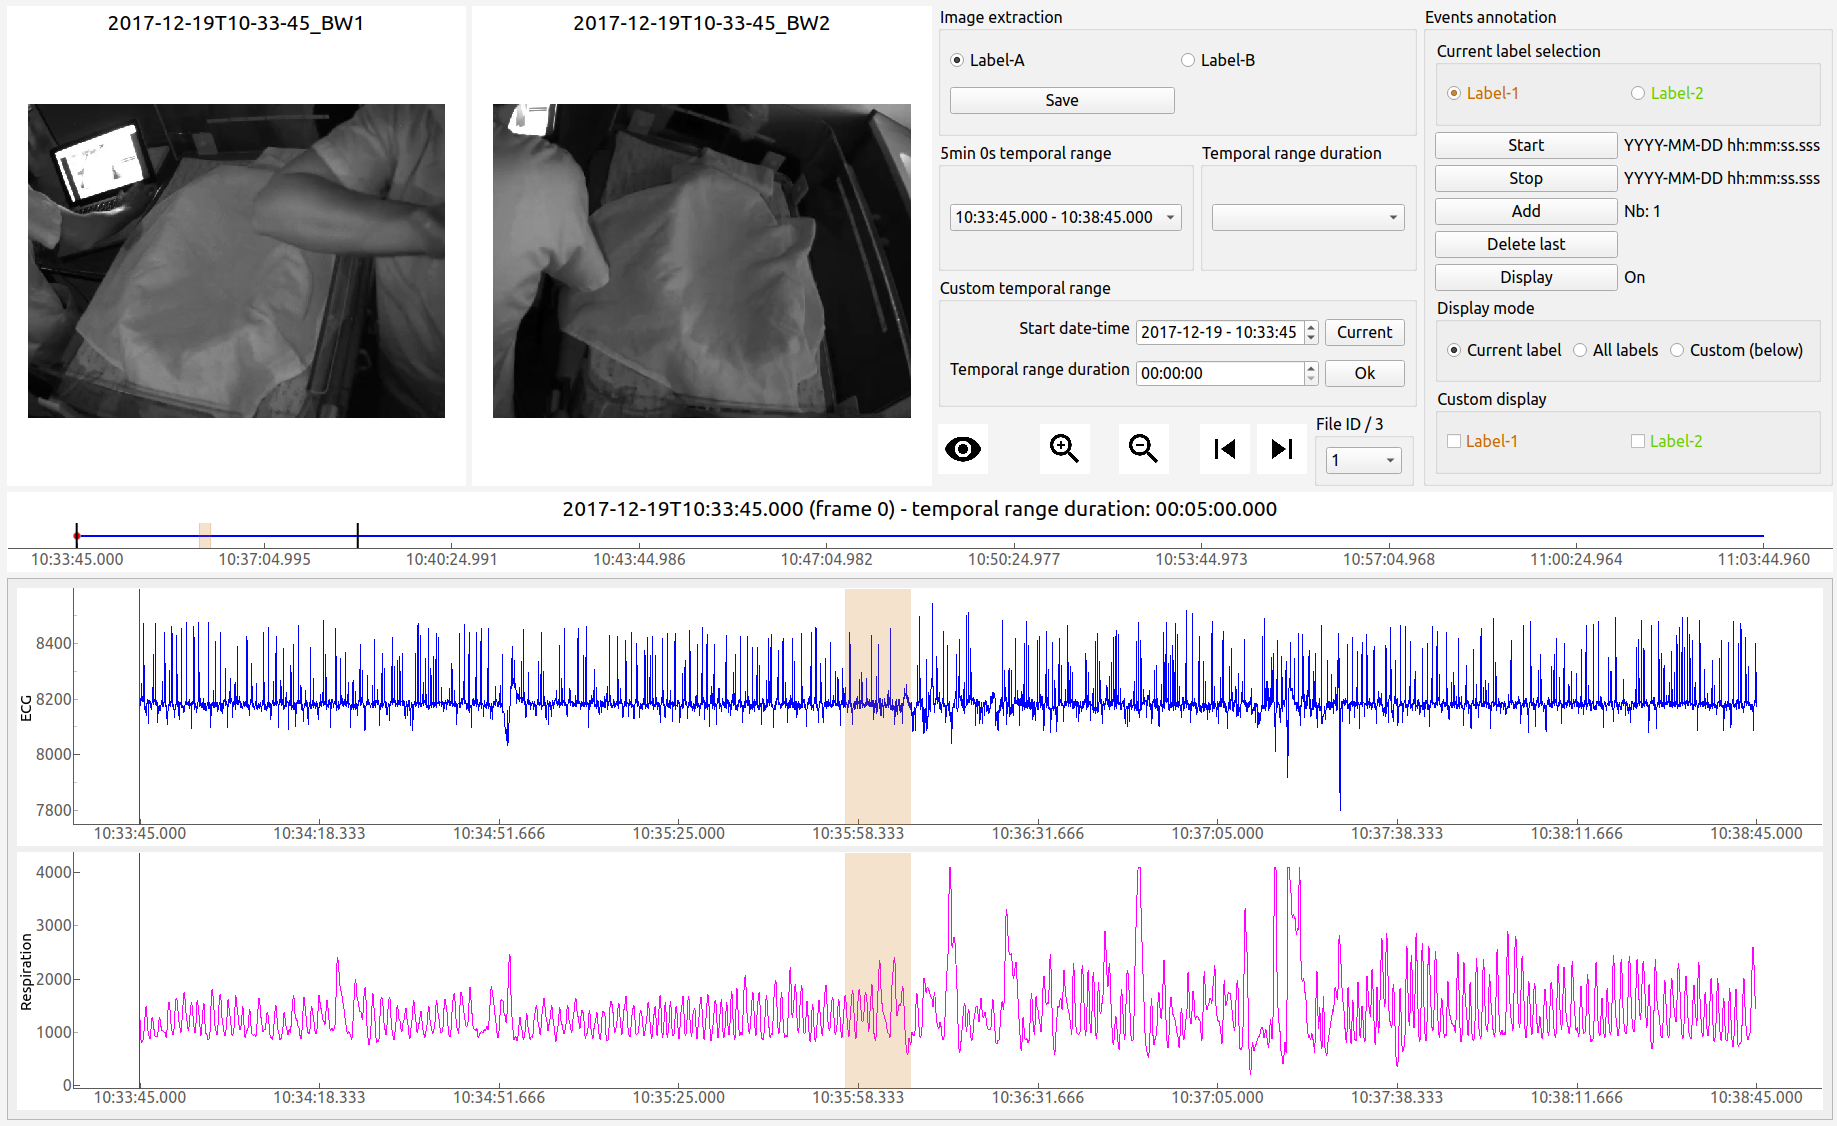 2017-12-19T10-33-45_BW1
2017-12-19T10-33-45_BW2
Image extraction
Label-A Label-B
Save
5min 0s temporal range
10:33:45.000 - 10:38:45.000
Temporal range duration
Custom temporal range
Start date-time 2017-12-19 - 10:33:45 Current
Temporal range duration 00:00:00 Ok
File ID / 3
1
Events annotation
Current label selection
Label-1 Label-2
Start YYYY-MM-DD hh:mm:ss.sss
Stop YYYY-MM-DD hh:mm:ss.sss
Add Nb: 1
Delete last
Display On
Display mode
Current label All labels Custom (below)
Custom display
Label-1 Label-2
2017-12-19T10:33:45.000 (frame 0) - temporal range duration: 00:05:00.000
10:33:45.000 10:37:04.995 10:40:24.991 10:43:44.986 10:47:04.982 10:50:24.977 10:53:44.973 10:57:04.968 11:00:24.964 11:03:44.960
ECG
8400
8200
8000
7800
10:33:45.000 10:34:18.333 10:34:51.666 10:35:25.000 10:35:58.333 10:36:31.666 10:37:05.000 10:37:38.333 10:38:11.666 10:38:45.000
Respiration
4000
3000
2000
1000
0
10:33:45.000 10:34:18.333 10:34:51.666 10:35:25.000 10:35:58.333 10:36:31.666 10:37:05.000 10:37:38.333 10:38:11.666 10:38:45.000